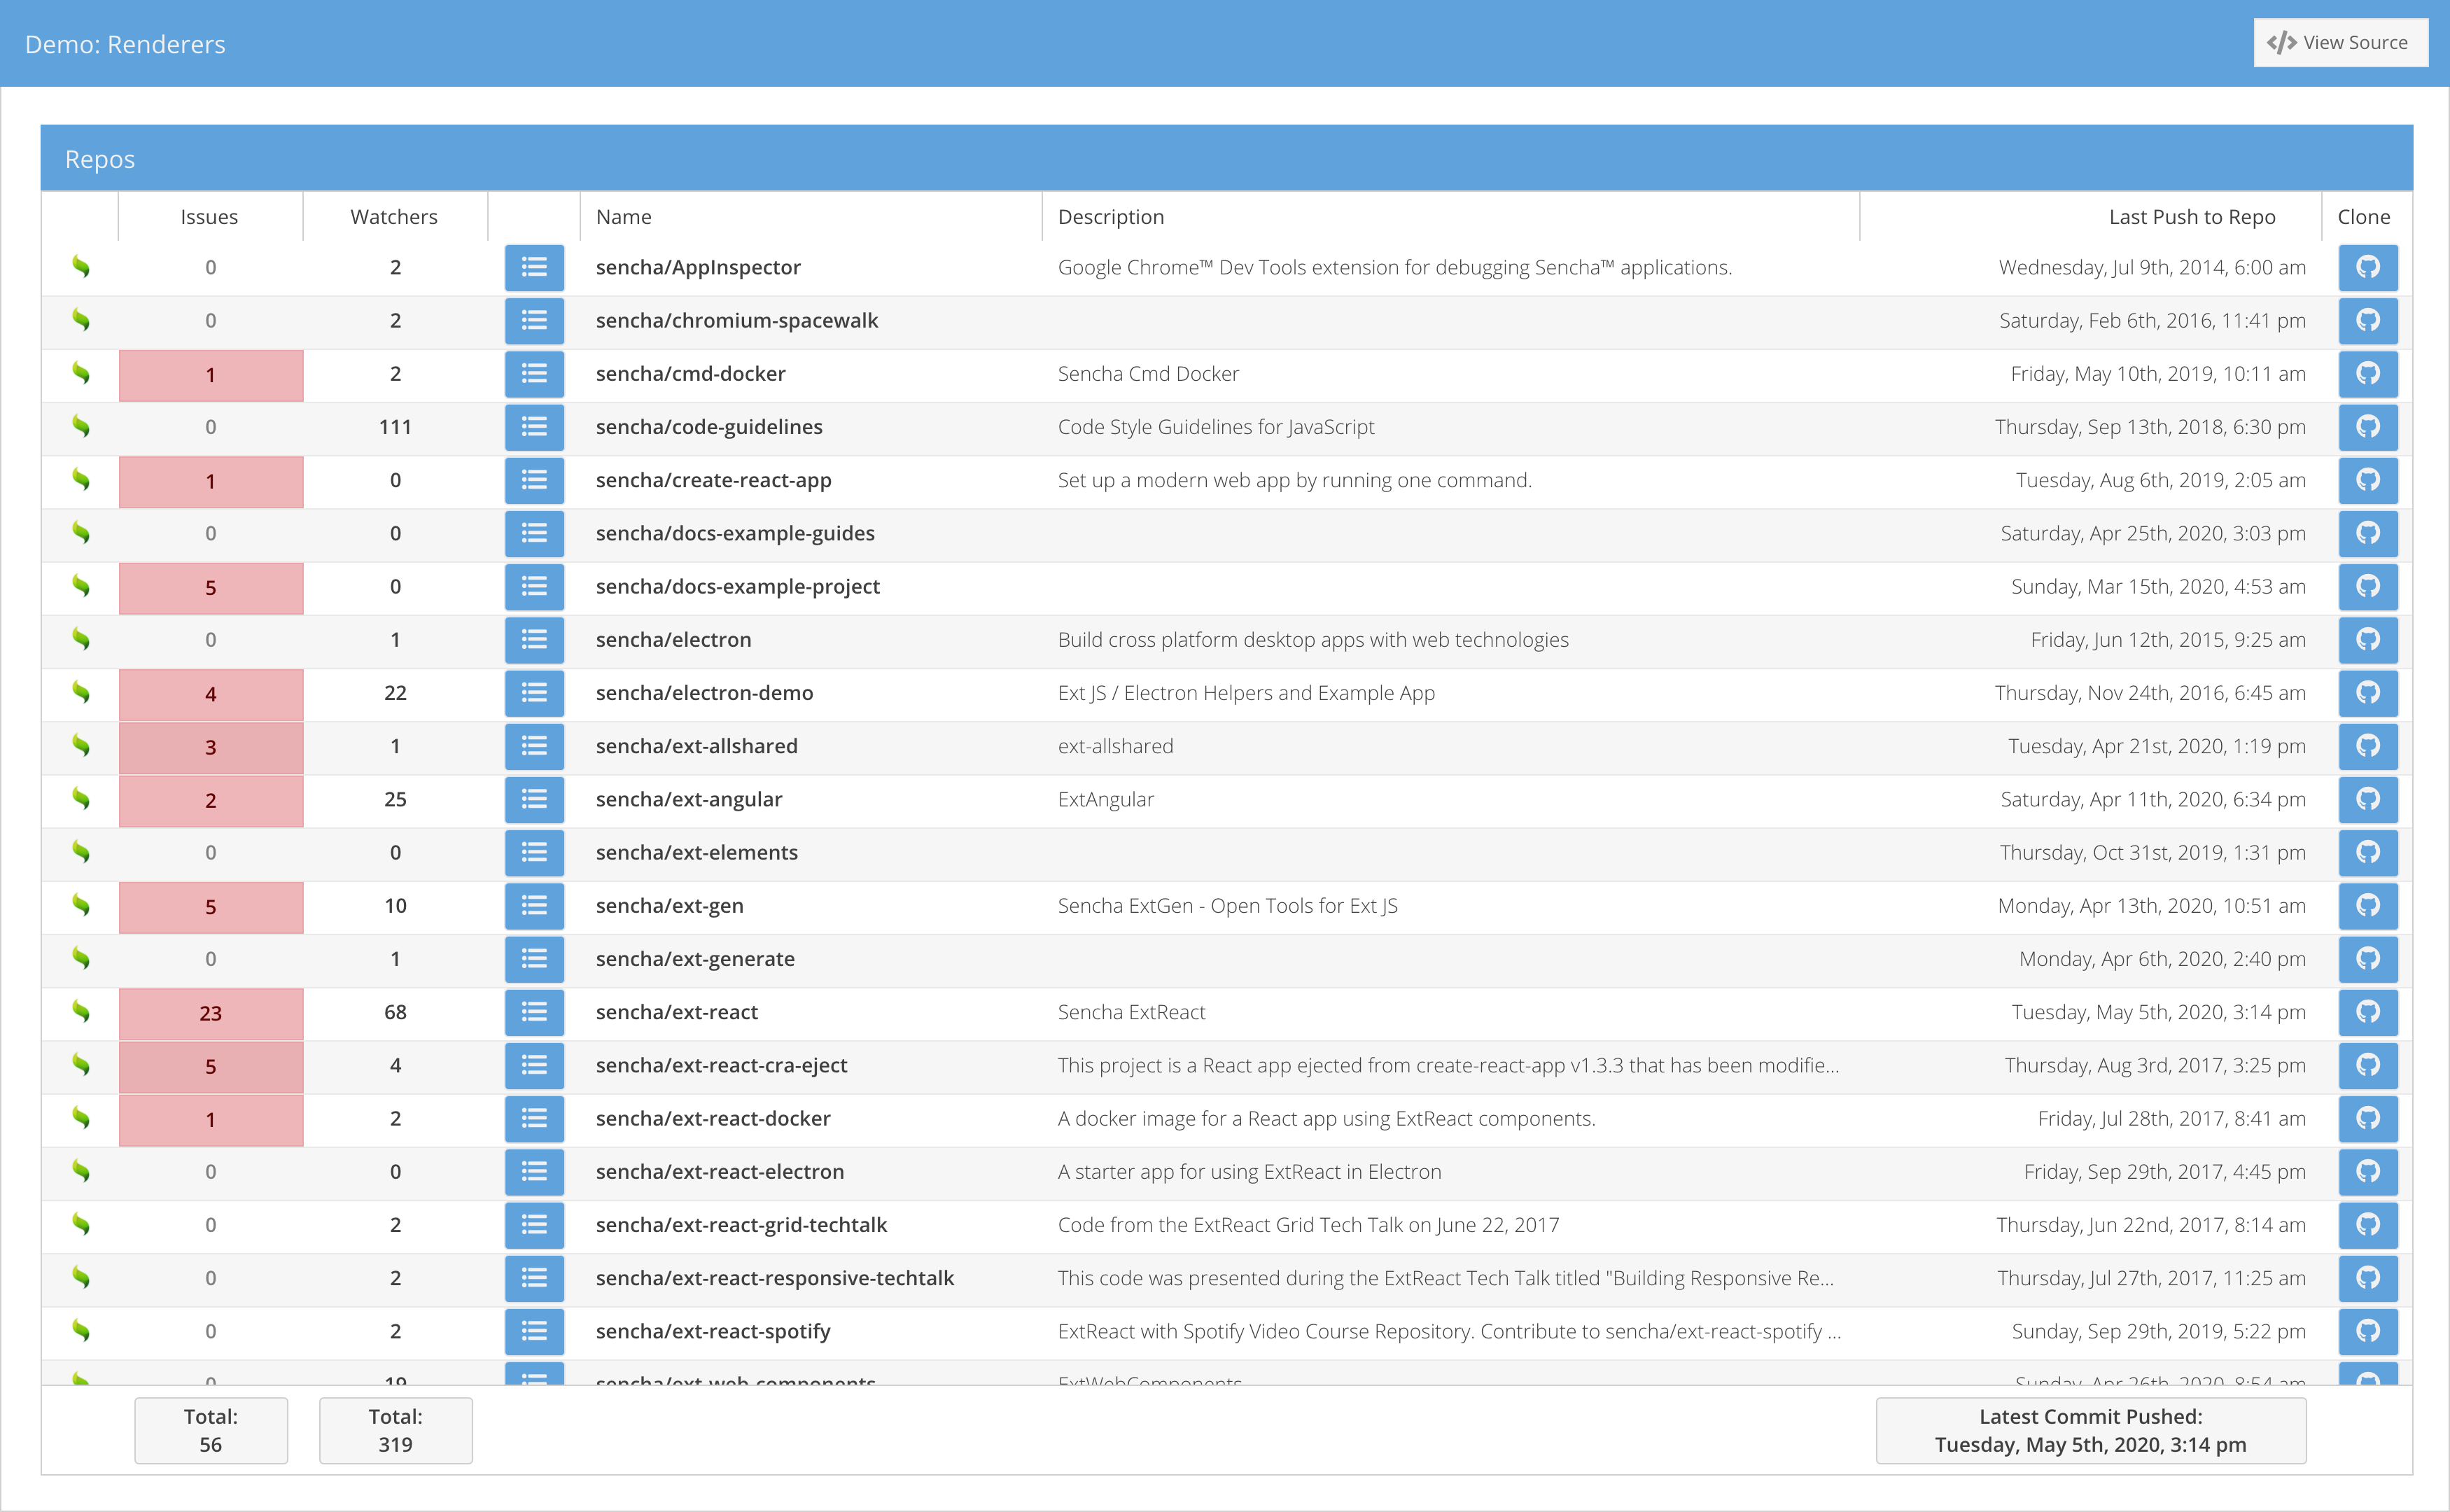 Demo: Renderers
View Source
Repos
Issues Watchers Name Description Last Push to Repo Clone
0 2 sencha/AppInspector Google Chrome™ Dev Tools extension for debugging Sencha™ applications. Wednesday, Jul 9th, 2014, 6:00 am
0 2 sencha/chromium-spacewalk Saturday, Feb 6th, 2016, 11:41 pm
1 2 sencha/cmd-docker Sencha Cmd Docker Friday, May 10th, 2019, 10:11 am
0 111 sencha/code-guidelines Code Style Guidelines for JavaScript Thursday, Sep 13th, 2018, 6:30 pm
1 0 sencha/create-react-app Set up a modern web app by running one command. Tuesday, Aug 6th, 2019, 2:05 am
0 0 sencha/docs-example-guides Saturday, Apr 25th, 2020, 3:03 pm
5 0 sencha/docs-example-project Sunday, Mar 15th, 2020, 4:53 am
0 1 sencha/electron Build cross platform desktop apps with web technologies Friday, Jun 12th, 2015, 9:25 am
4 22 sencha/electron-demo Ext JS / Electron Helpers and Example App Thursday, Nov 24th, 2016, 6:45 am
3 1 sencha/ext-allshared ext-allshared Tuesday, Apr 21st, 2020, 1:19 pm
2 25 sencha/ext-angular ExtAngular Saturday, Apr 11th, 2020, 6:34 pm
0 0 sencha/ext-elements Thursday, Oct 31st, 2019, 1:31 pm
5 10 sencha/ext-gen Sencha ExtGen - Open Tools for Ext JS Monday, Apr 13th, 2020, 10:51 am
0 1 sencha/ext-generate Monday, Apr 6th, 2020, 2:40 pm
23 68 sencha/ext-react Sencha ExtReact Tuesday, May 5th, 2020, 3:14 pm
5 4 sencha/ext-react-cra-eject This project is a React app ejected from create-react-app v1.3.3 that has been modifie... Thursday, Aug 3rd, 2017, 3:25 pm
1 2 sencha/ext-react-docker A docker image for a React app using ExtReact components. Friday, Jul 28th, 2017, 8:41 am
0 0 sencha/ext-react-electron A starter app for using ExtReact in Electron Friday, Sep 29th, 2017, 4:45 pm
0 2 sencha/ext-react-grid-techtalk Code from the ExtReact Grid Tech Talk on June 22, 2017 Thursday, Jun 22nd, 2017, 8:14 am
0 2 sencha/ext-react-responsive-techtalk This code was presented during the ExtReact Tech Talk titled "Building Responsive Re... Thursday, Jul 27th, 2017, 11:25 am
0 2 sencha/ext-react-spotify ExtReact with Spotify Video Course Repository. Contribute to sencha/ext-react-spotify ... Sunday, Sep 29th, 2019, 5:22 pm
0 19 sencha/ext-web-components ExtWebComponents Sunday, Apr 26th, 2020, 8:54 am
Total:
56
Total:
319
Latest Commit Pushed:
Tuesday, May 5th, 2020, 3:14 pm